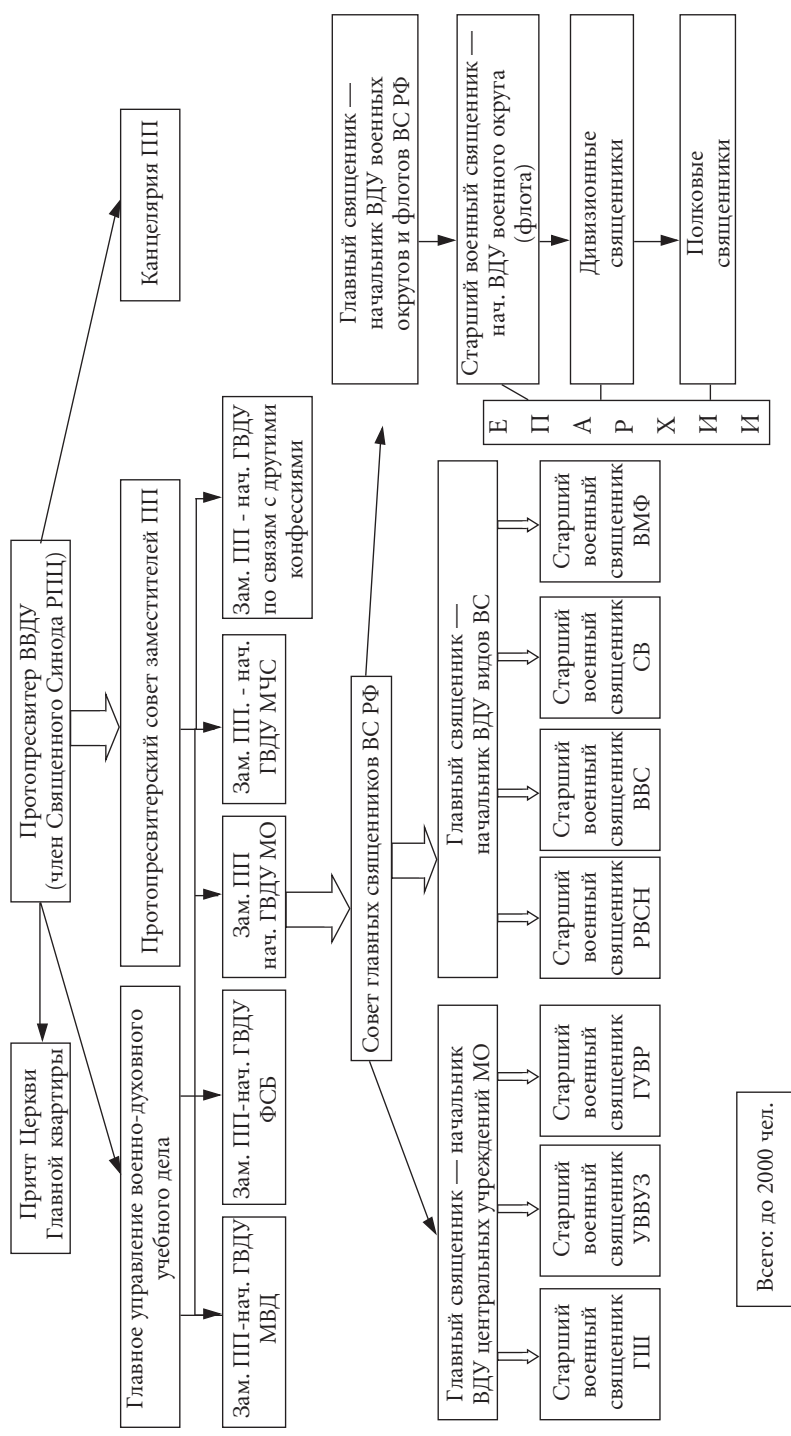 Протопресвитер ВВДУ
(член Священного Синода РПЦ)
Причт Церкви
Главной квартиры
Канцелярия ПП
Главное управление военно-духовного
учебного дела
Протопресвитерский совет заместителей ПП
Зам. ПП-нач. ГВДУ
МВД
Зам. ПП-нач. ГВДУ
ФСБ
Зам. ПП
нач. ГВДУ МО
Зам. ПП. - нач.
ГВДУ МЧС
Зам. ПП - нач. ГВДУ
по связям с другими
конфессиями
Совет главных священников ВС РФ
Главный священник — начальник
ВДУ центральных учреждений МО
Главный священник —
начальник ВДУ видов ВС
Главный священник —
начальник ВДУ военных
округов и флотов ВС РФ
Старший
военный
священник
ГШ
Старший
военный
священник
УВВУЗ
Старший
военный
священник
ГУВР
Старший
военный
священник
РВСН
Старший
военный
священник
ВВС
Старший
военный
священник
СВ
Старший
военный
священник
ВМФ
Старший военный священник —
нач. ВДУ военного округа
(флота)
Дивизионные
священники
Полковые
священники
Е
П
А
Р
Х
И
И
Всего: до 2000 чел.